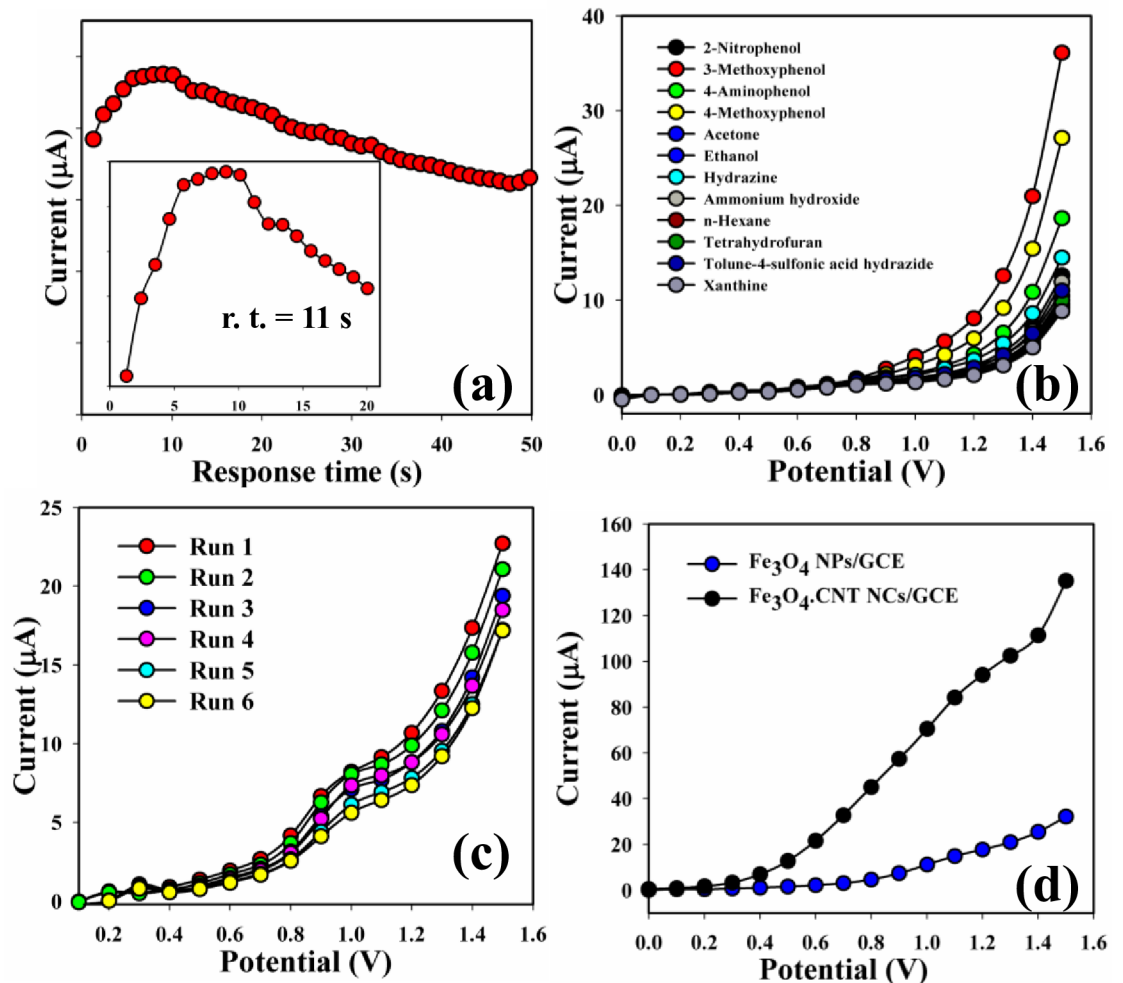 Current (µA)
r. t. = 11 s
0 5 10 15 20
(a)
0 10 20 30 40 50
Response time (s)
Current (µA)
40
30
20
10
0
2-Nitrophenol
3-Methoxyphenol
4-Aminophenol
4-Methoxyphenol
Acetone
Ethanol
Hydrazine
Ammonium hydroxide
n-Hexane
Tetrahydrofuran
Tolune-4-sulfonic acid hydrazide
Xanthine
(b)
0.0 0.2 0.4 0.6 0.8 1.0 1.2 1.4 1.6
Potential (V)
Current (µA)
25
20
15
10
5
0
Run 1
Run 2
Run 3
Run 4
Run 5
Run 6
(c)
0.2 0.4 0.6 0.8 1.0 1.2 1.4 1.6
Potential (V)
Current (µA)
160
140
120
100
80
60
40
20
0
Fe3O4 NPs/GCE
Fe3O4.CNT NCs/GCE
(d)
0.0 0.2 0.4 0.6 0.8 1.0 1.2 1.4 1.6
Potential (V)